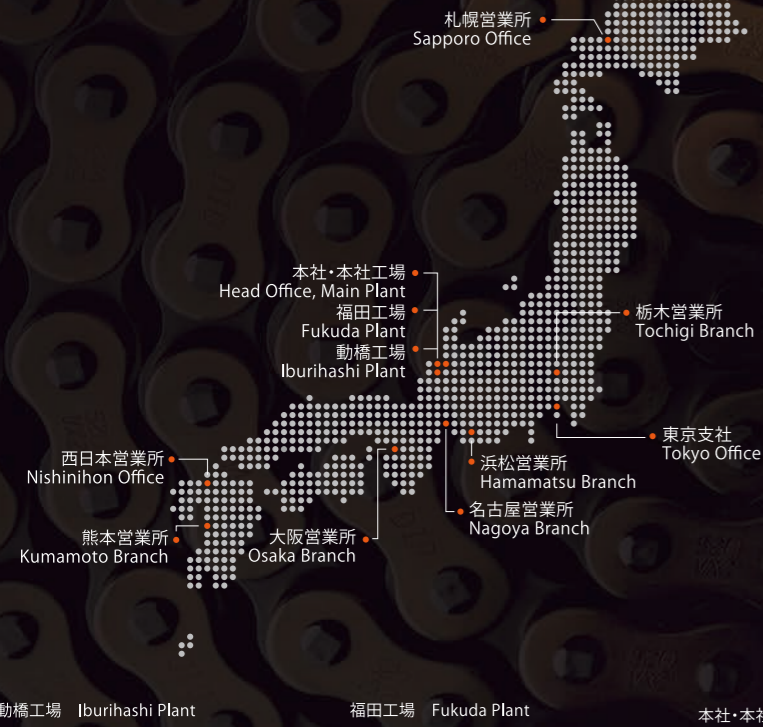 札幌営業所
Sapporo Office
本社・本社工場
Head Office, Main Plant
福田工場
Fukuda Plant
動橋工場
Iburihashi Plant
栃木営業所
Tochigi Branch
東京支社
Tokyo Office
浜松営業所
Hamamatsu Branch
名古屋営業所
Nagoya Branch
大阪営業所
Osaka Branch
西日本営業所
Nishinihon Office
熊本営業所
Kumamoto Branch
動橋工場 Iburihashi Plant
福田工場 Fukuda Plant
本社・本社